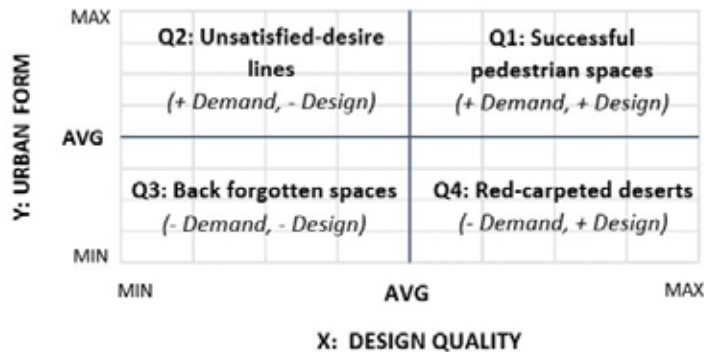 MAX
Q2: Unsatisfied-desire
lines
(+ Demand, - Design)
Q1: Successful
pedestrian spaces
(+ Demand, + Design)
AVG
Q3: Back forgotten spaces
(- Demand, - Design)
Q4: Red-carpeted deserts
(- Demand, + Design)
MIN
Y: URBAN FORM
MIN
AVG
MAX
X: DESIGN QUALITY